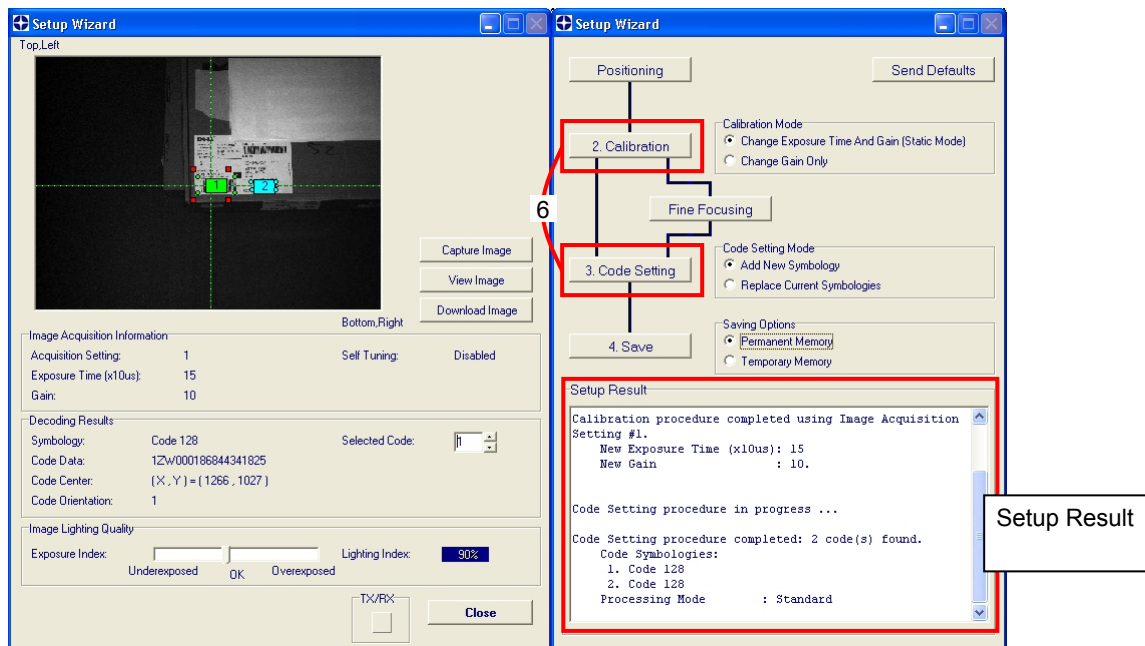 Setup Wizard
Top,Left
1
2
Capture Image
View Image
Download Image
Bottom,Right
Image Acquisition Information
Acquisition Setting: 1 Self Tuning: Disabled
Exposure Time (x10us): 15
Gain: 10
Decoding Results
Symbology: Code 128 Selected Code: 1
Code Data: 1ZW000186844341825
Code Center: ( X , Y ) = ( 1266 , 1027 )
Code Orientation: 1
Image Lighting Quality
Exposure Index: Lighting Index: 90%
Underexposed OK Overexposed
TX/RX
Close
Setup Wizard
Positioning
Send Defaults
2. Calibration
Calibration Mode
Change Exposure Time And Gain (Static Mode)
Change Gain Only
6
Fine Focusing
3. Code Setting
Code Setting Mode
Add New Symbology
Replace Current Symbologies
4. Save
Saving Options
Permanent Memory
Temporary Memory
Setup Result
Calibration procedure completed using Image Acquisition
Setting #1.
New Exposure Time (x10us): 15
New Gain : 10.
Code Setting procedure in progress ...
Code Setting procedure completed: 2 code(s) found.
Code Symbologies:
1. Code 128
2. Code 128
Processing Mode : Standard
Setup Result